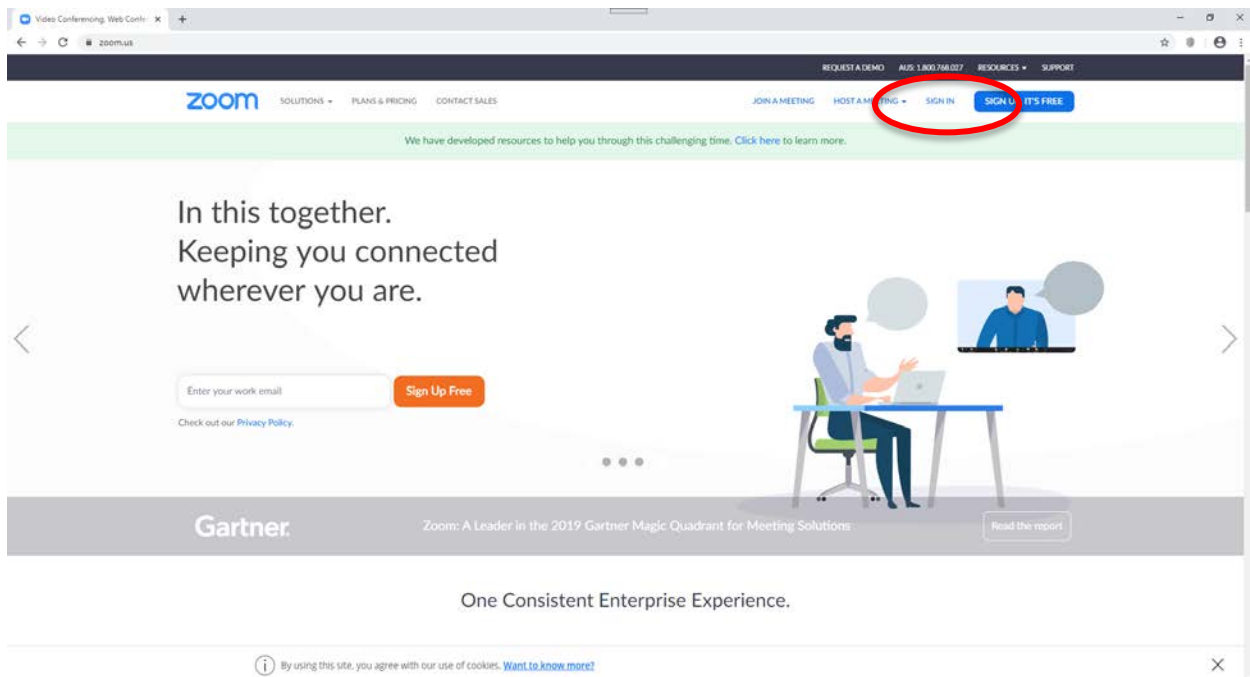 Video Conferencing, Web Confe
zoom.us
REQUEST A DEMO AUS: 1.800.768.027 RESOURCES SUPPORT
zoom SOLUTIONS PLANS & PRICING CONTACT SALES JOIN A MEETING HOST A MEETING SIGN IN SIGN UP, IT'S FREE
We have developed resources to help you through this challenging time. Click here to learn more.
In this together.
Keeping you connected
wherever you are.
Enter your work email Sign Up Free
Check out our Privacy Policy.
Gartner. Zoom: A Leader in the 2019 Gartner Magic Quadrant for Meeting Solutions Read the report
One Consistent Enterprise Experience.
By using this site, you agree with our use of cookies. Want to know more?